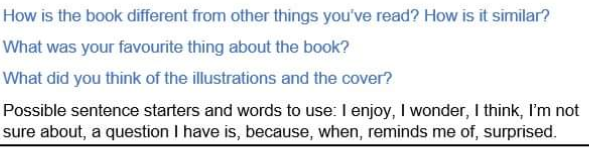 How is the book different from other things you've read? How is it similar?
What was your favourite thing about the book?
What did you think of the illustrations and the cover?
Possible sentence starters and words to use: I enjoy, I wonder, I think, I'm not
sure about, a question I have is, because, when, reminds me of, surprised.